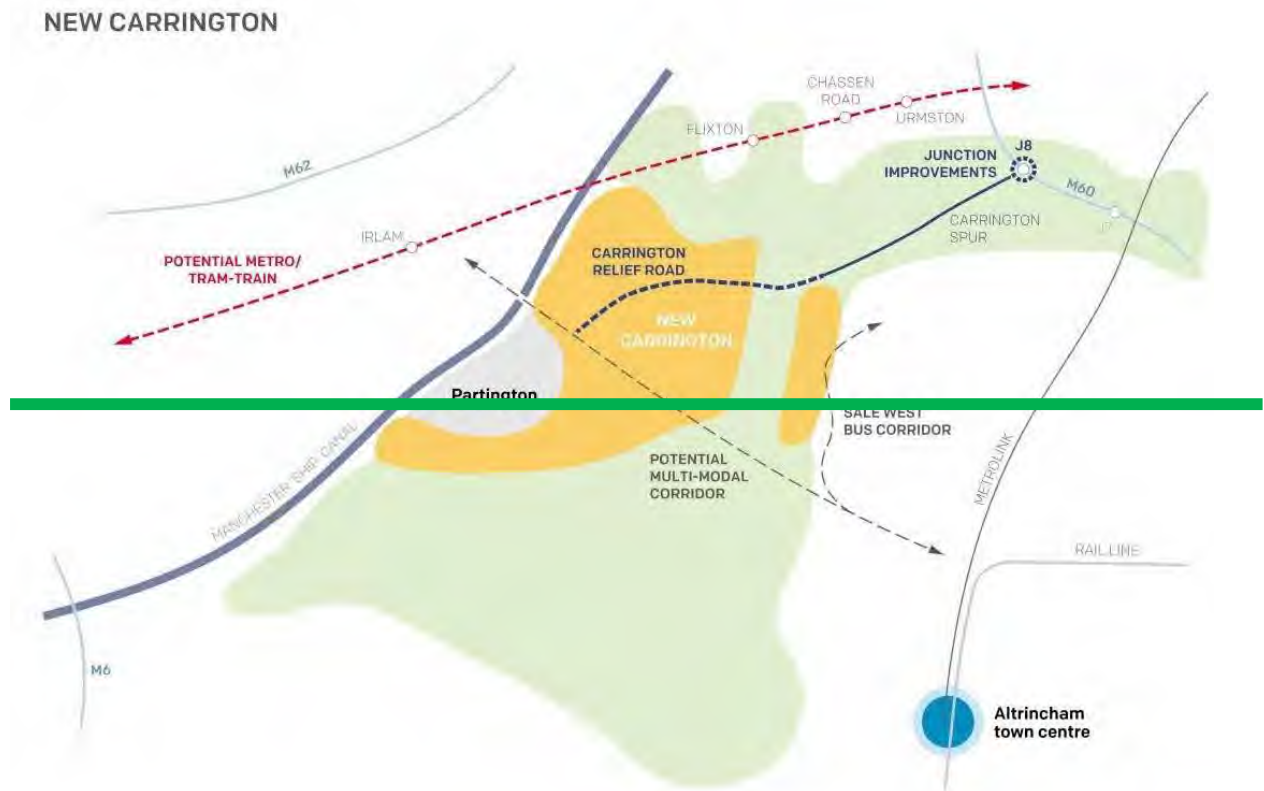 NEW CARRINGTON
CHASSEN
ROAD
FLIXTON
URMSTON
J8
JUNCTION
IMPROVEMENTS
M62
M60
IRLAM
CARRINGTON
SPUR
CARRINGTON
RELIEF ROAD
POTENTIAL METRO/
TRAM-TRAIN
NEW
CARRINGTON
Partington
SALE WEST
BUS CORRIDOR
MANCHESTER SHIP CANAL
POTENTIAL
MULTI-MODAL
CORRIDOR
METROLINK
RAIL LINE
M6
Altrincham
town centre